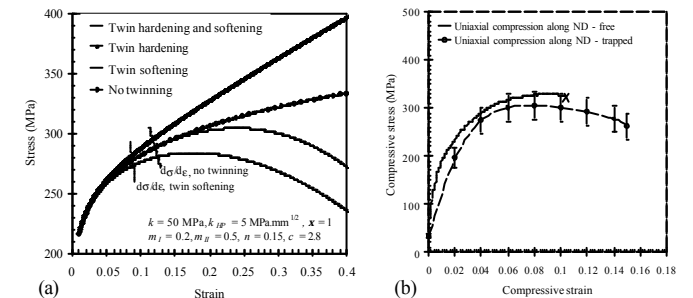 400
350
300
250
200
Stress (MPa)
Twin hardening and softening
Twin hardening
Twin softening
No twinning
dσ/dε, no twinning
dσ/dε, twin softening
k = 50 MPa, k HP = 5 MPa.mm 1/2 , x = 1
m I = 0.2, m II = 0.5, n = 0.15, c = 2.8
0 0.05 0.1 0.15 0.2 0.25 0.3 0.35 0.4
(a)
Strain
500
400
300
200
100
0
Compressive stress (MPa)
Uniaxial compression along ND - free
Uniaxial compression along ND - trapped
0 0.02 0.04 0.06 0.08 0.1 0.12 0.14 0.16 0.18
(b)
Compressive strain